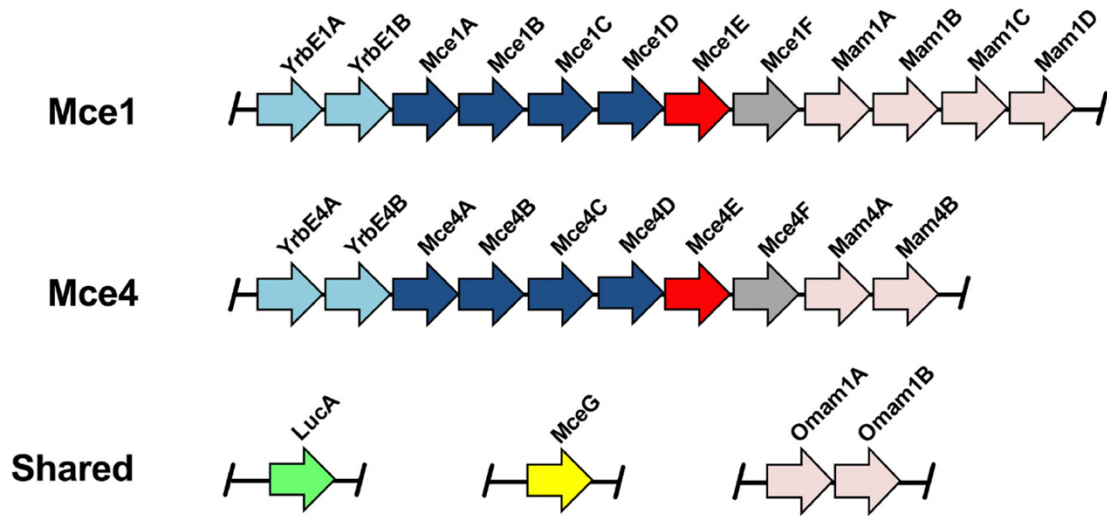 YrbE1A YrbE1B Mce1A Mce1B Mce1C Mce1D Mce1E Mce1F Mam1A Mam1B Mam1C Mam1D
Mce1
YrbE4A YrbE4B Mce4A Mce4B Mce4C Mce4D Mce4E Mce4F Mam4A Mam4B
Mce4
LucA MceG Omam1A Omam1B
Shared